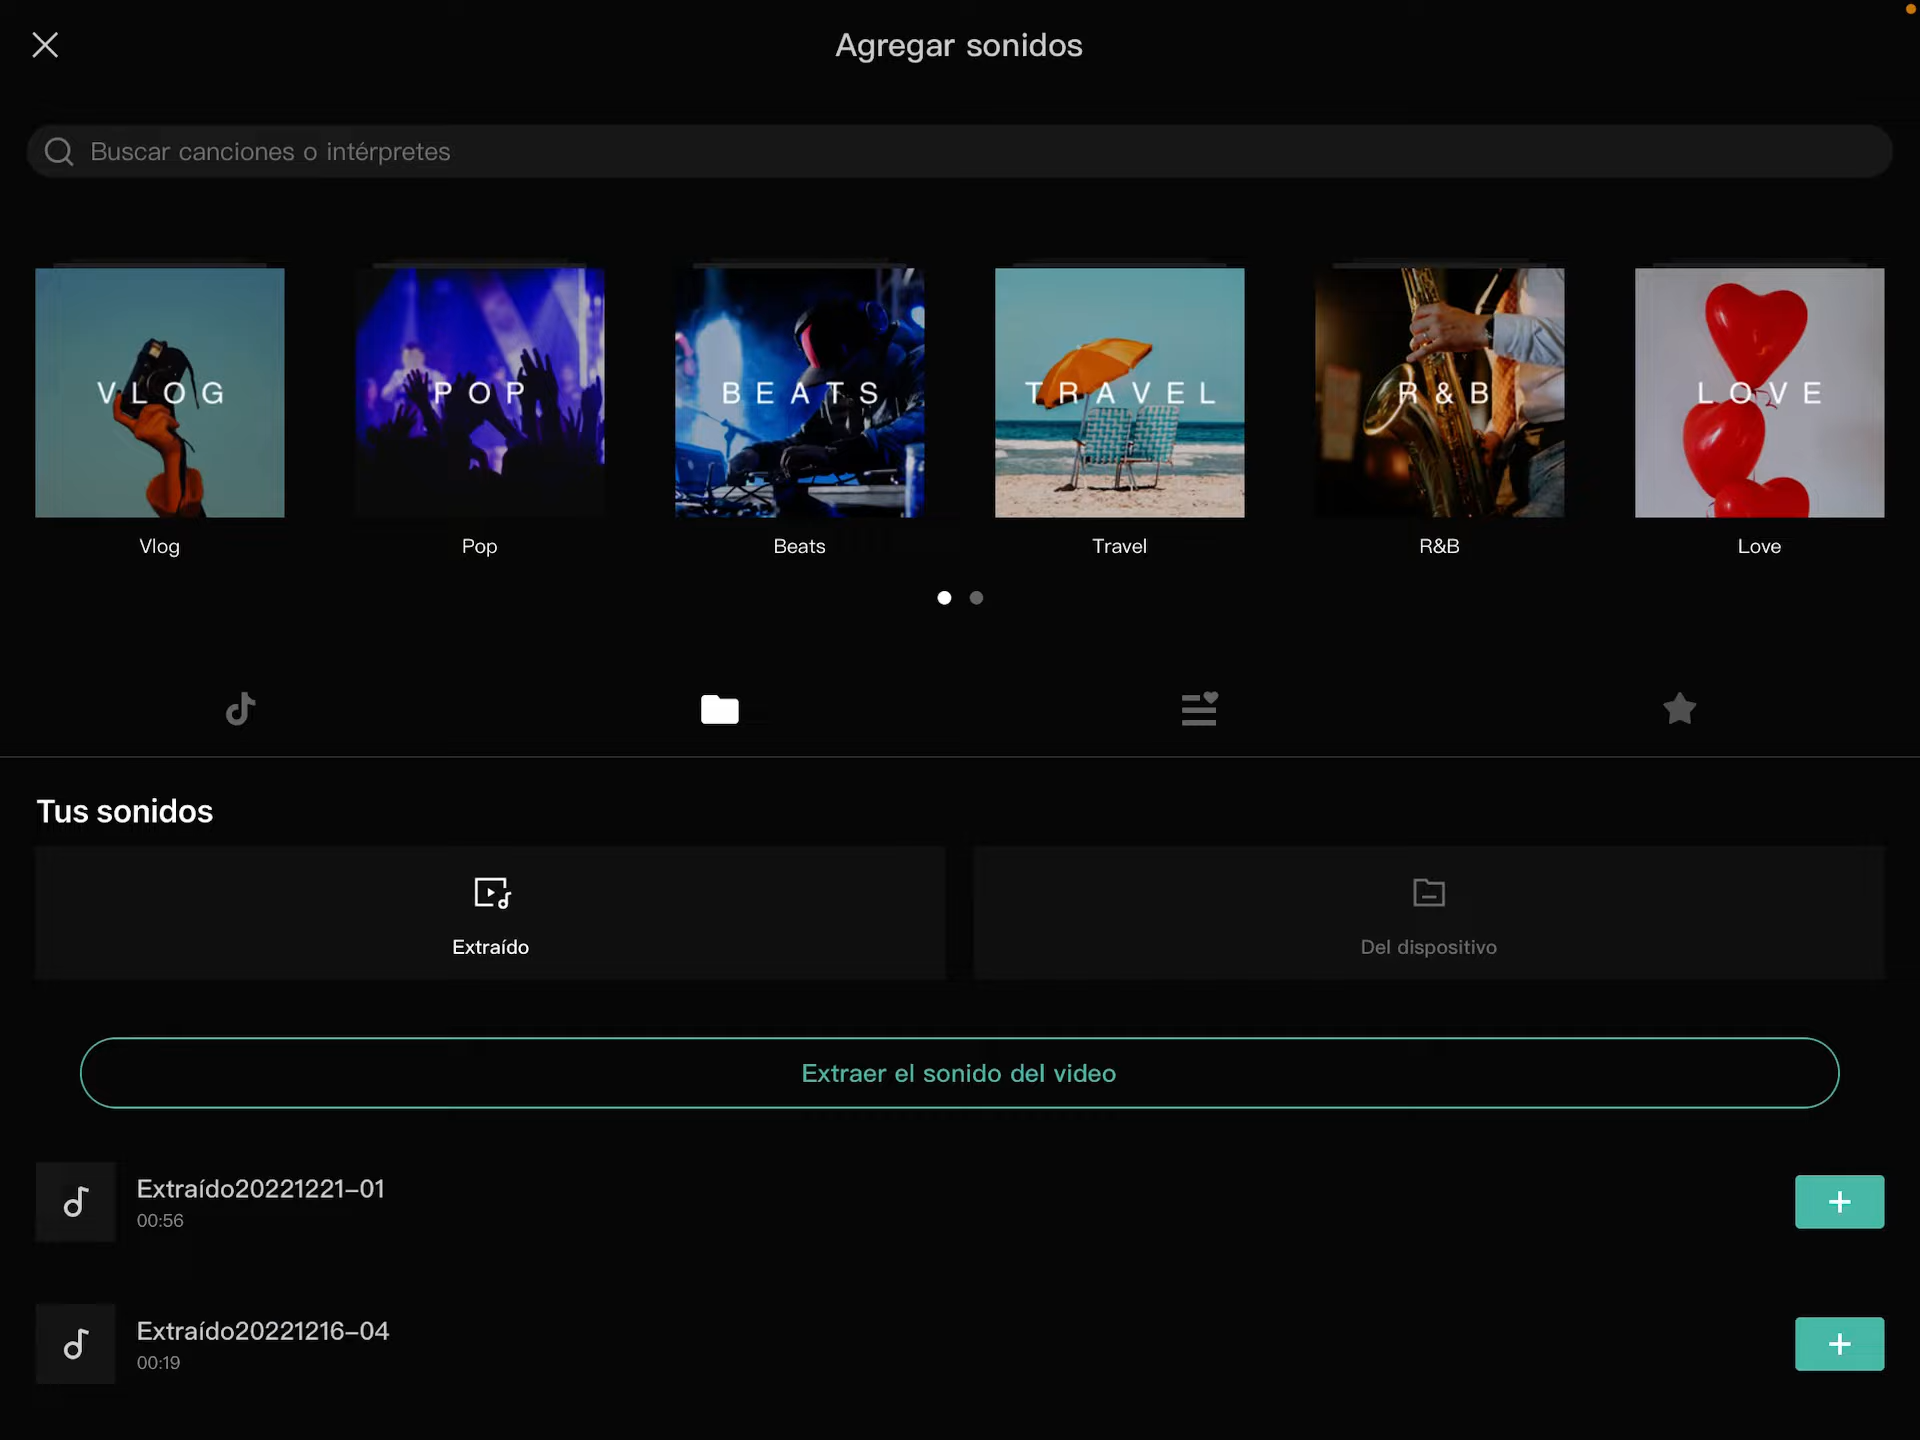 Agregar sonidos
Buscar canciones o intérpretes
VLOG
POP
BEATS
TRAVEL
R&B
LOVE
Vlog
Pop
Beats
Travel
R&B
Love
Tus sonidos
Extraído
Del dispositivo
Extraer el sonido del video
Extraído20221221-01
00:56
Extraído20221216-04
00:19